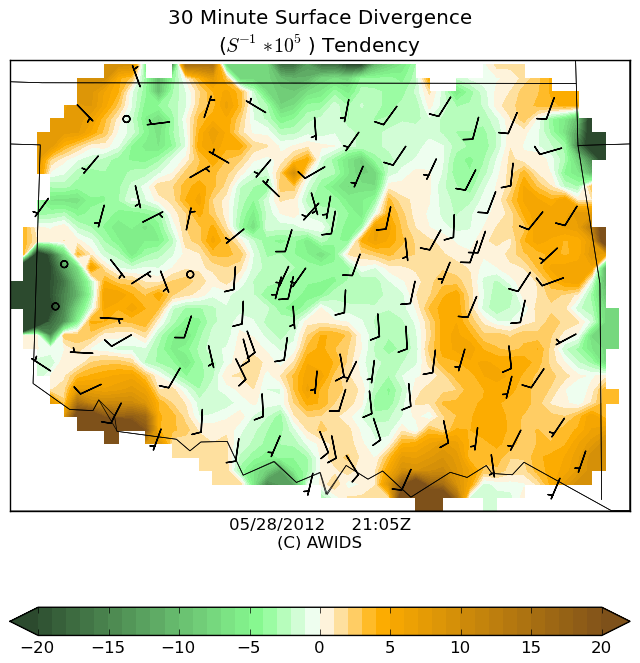 30 Minute Surface Divergence
(S⁻¹ * 10⁵ ) Tendency
05/28/2012 21:05Z
(C) AWIDS
−20 −15 −10 −5 0 5 10 15 20